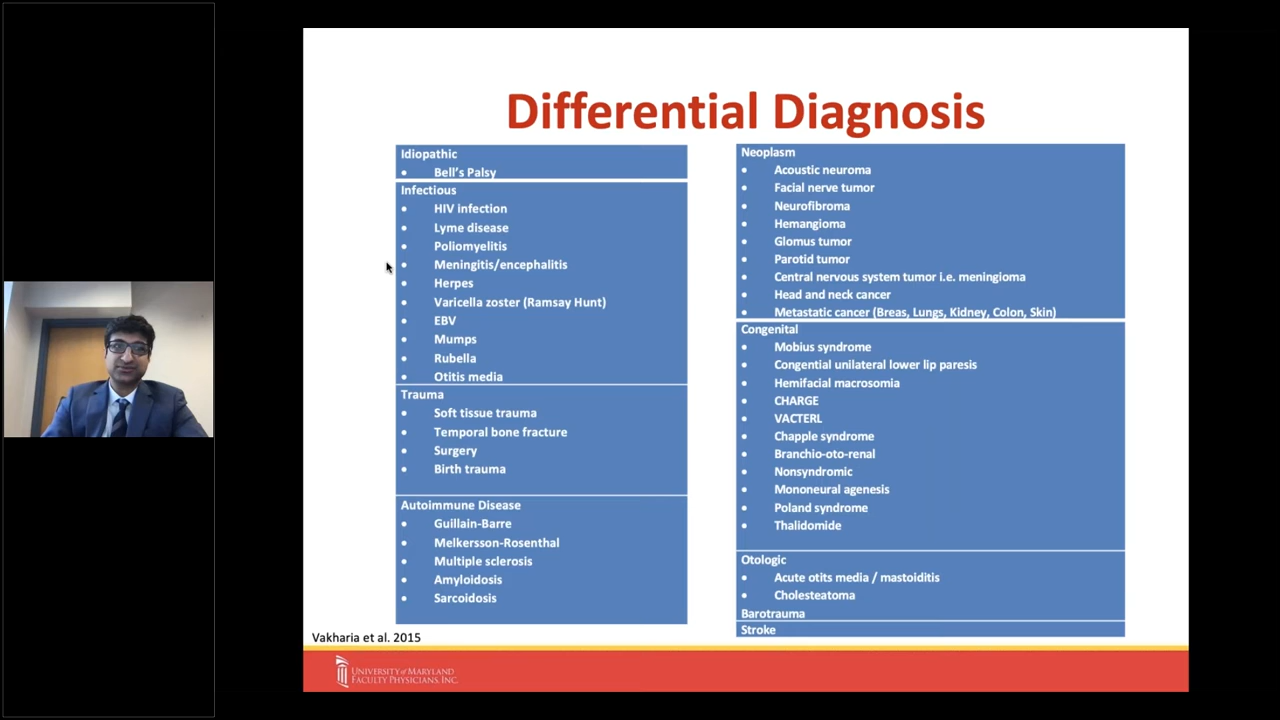 Differential Diagnosis
Idiopathic
• Bell's Palsy
Infectious
• HIV infection
• Lyme disease
• Poliomyelitis
• Meningitis/encephalitis
• Herpes
• Varicella zoster (Ramsay Hunt)
• EBV
• Mumps
• Rubella
• Otitis media
Trauma
• Soft tissue trauma
• Temporal bone fracture
• Surgery
• Birth trauma
Autoimmune Disease
• Guillain-Barre
• Melkersson-Rosenthal
• Multiple sclerosis
• Amyloidosis
• Sarcoidosis
Neoplasm
• Acoustic neuroma
• Facial nerve tumor
• Neurofibroma
• Hemangioma
• Glomus tumor
• Parotid tumor
• Central nervous system tumor i.e. meningioma
• Head and neck cancer
• Metastatic cancer (Breas, Lungs, Kidney, Colon, Skin)
Congenital
• Mobius syndrome
• Congential unilateral lower lip paresis
• Hemifacial macrosomia
• CHARGE
• VACTERL
• Chapple syndrome
• Branchio-oto-renal
• Nonsyndromic
• Mononeural agenesis
• Poland syndrome
• Thalidomide
Otologic
• Acute otits media / mastoiditis
• Cholesteatoma
Barotrauma
Stroke
Vakharia et al. 2015
UNIVERSITY of MARYLAND
FACULTY PHYSICIANS, INC.